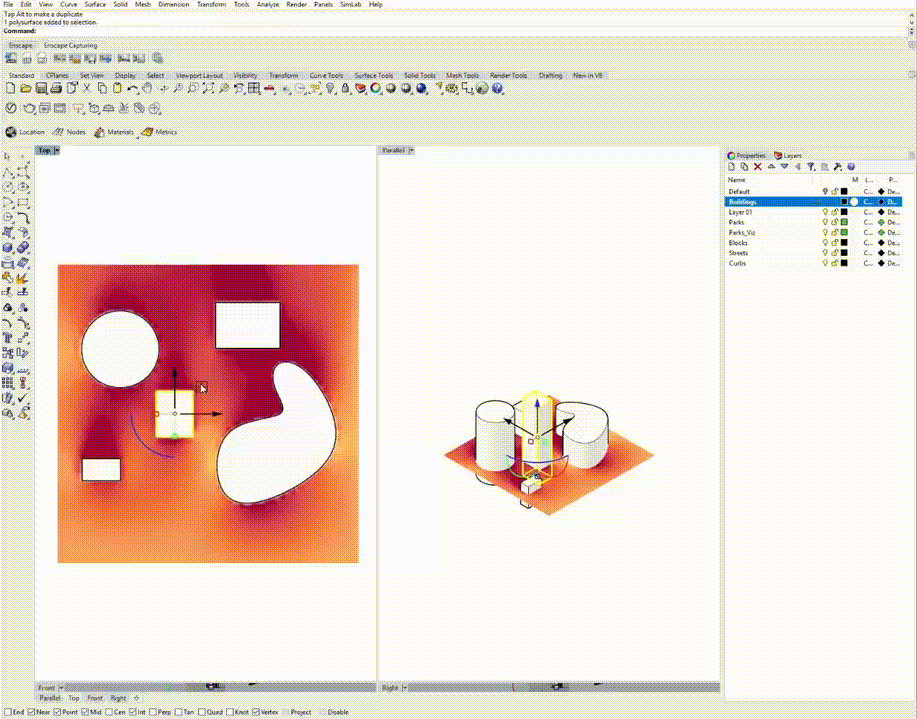 File Edit View Curve Surface Solid Mesh Dimension Transform Tools Analyze Render Panels SimLab Help
Tap Alt to make a duplicate
1 polysurface added to selection.
Command:
Enscape Enscape Capturing
Standard CPlanes Set View Display Select Viewport Layout Visibility Transform Curve Tools Surface Tools Solid Tools Mesh Tools Render Tools Drafting New in V8
Location Nodes Materials Metrics
Top
Parallel
Properties Layers
Name M L... P...
Default C... De...
Buildings C... D...
Layer 01 C... De...
Parks C... De...
Parks_Viz C... De...
Blocks C... De...
Streets C... De...
Curbs C... De...
Front
Right
Parallel Top Front Right
End Near Point Mid Cen Int Perp Tan Quad Knot Vertex Project Disable